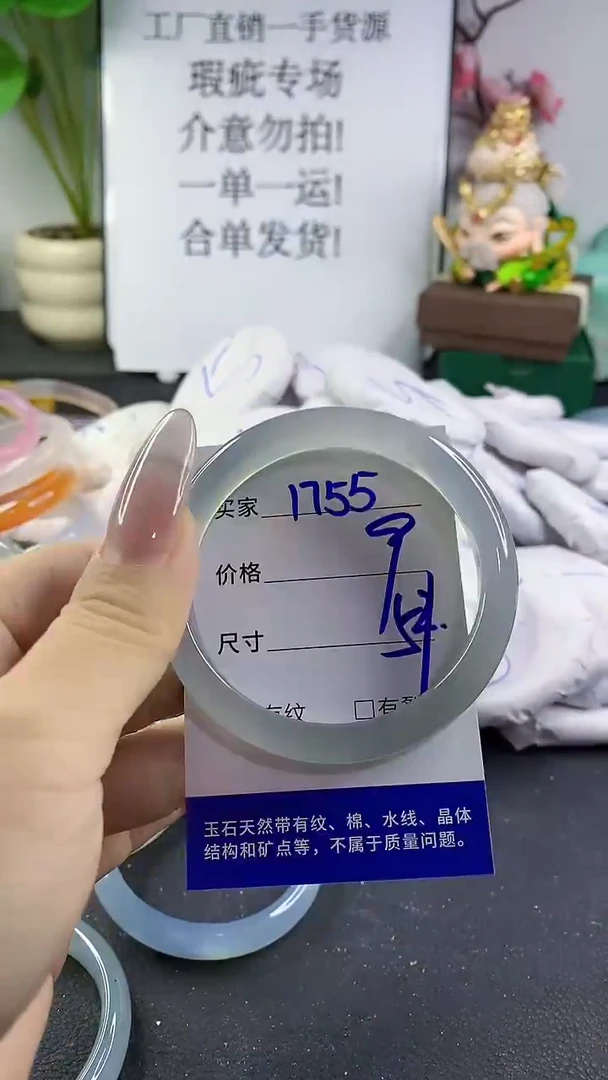 工厂直销一手货源
瑕疵专场
介意勿拍!
一单一运!
合单发货!
买家 1755
价格
尺寸
有纹 □有裂
玉石天然带有纹、棉、水线、晶体
结构和矿点等，不属于质量问题。